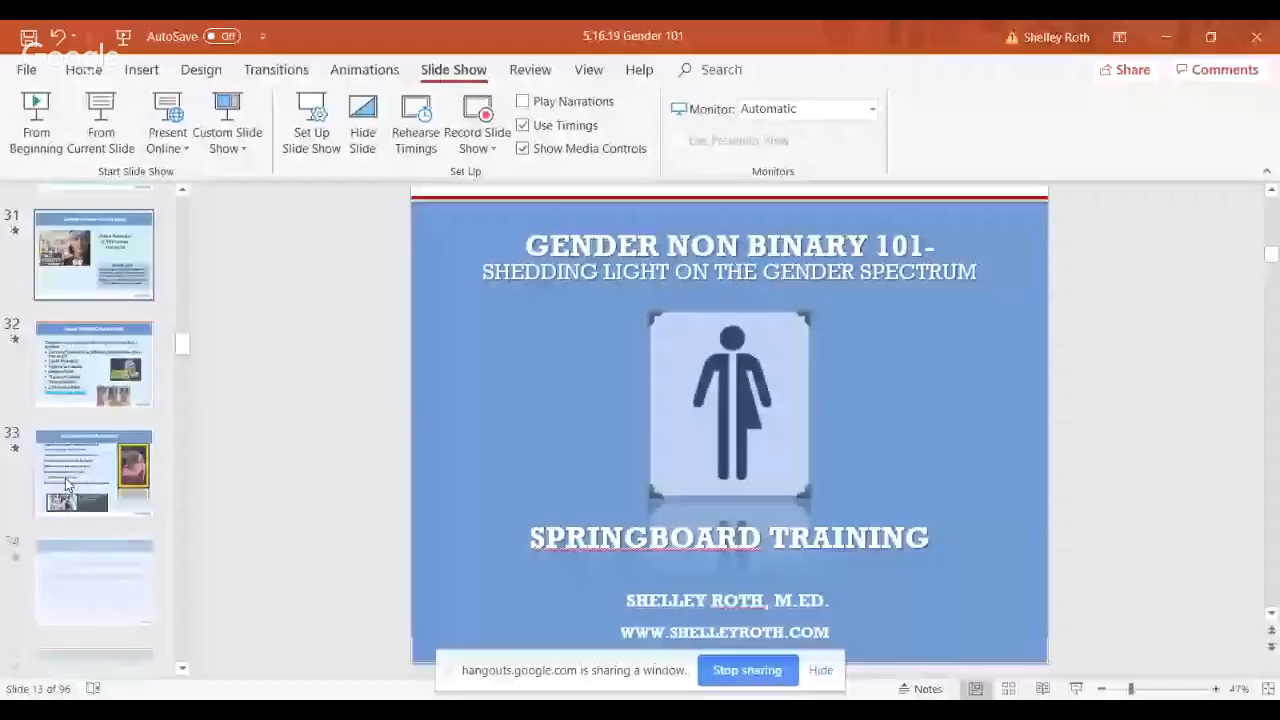 AutoSave Off
5.16.19 Gender 101
Shelley Roth
Google
File Home Insert Design Transitions Animations Slide Show Review View Help Search
Share Comments
From Beginning
From Current Slide
Present Online
Custom Slide Show
Set Up Slide Show
Hide Slide
Rehearse Timings
Record Slide Show
Play Narrations
Use Timings
Show Media Controls
Monitor: Automatic
Use Presenter View
Start Slide Show
Set Up
Monitors
31
32
33
34
GENDER NON BINARY 101-
SHEDDING LIGHT ON THE GENDER SPECTRUM
SPRINGBOARD TRAINING
SHELLEY ROTH, M.ED.
WWW.SHELLEYROTH.COM
hangouts.google.com is sharing a window.
Stop sharing
Hide
Slide 13 of 96
Notes
47%